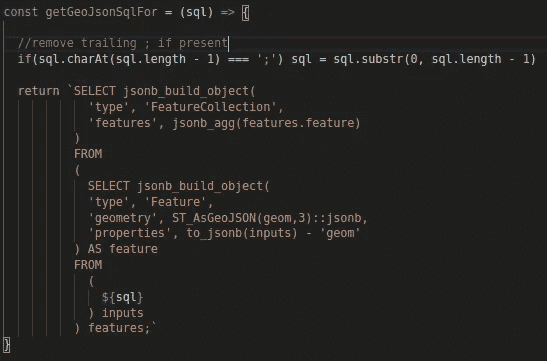 const getGeoJsonSqlFor = (sql) => {
//remove trailing ; if present
if(sql.charAt(sql.length - 1) === ';') sql = sql.substr(0, sql.length - 1)
return `SELECT jsonb_build_object(
'type', 'FeatureCollection',
'features', jsonb_agg(features.feature)
)
FROM
(
SELECT jsonb_build_object(
'type', 'Feature',
'geometry', ST_AsGeoJSON(geom,3)::jsonb,
'properties', to_jsonb(inputs) - 'geom'
) AS feature
FROM
(
${sql}
) inputs
) features;`
}